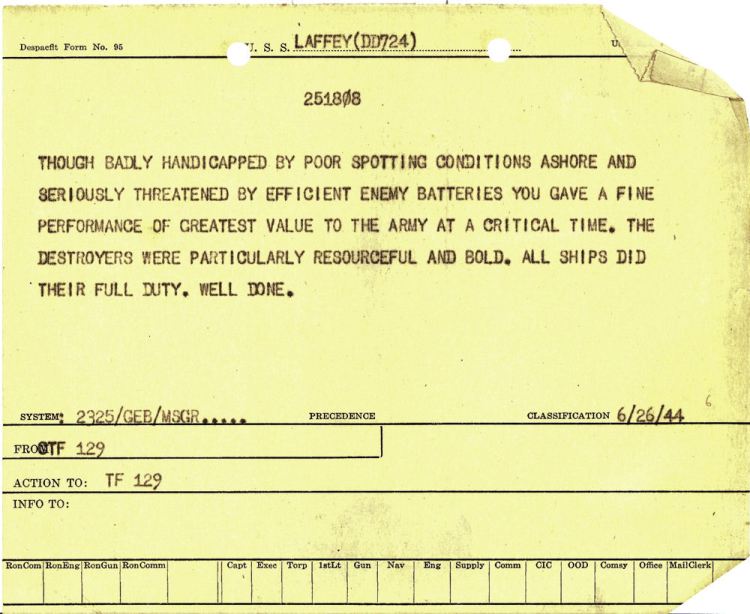 Despacft Form No. 95 U. S. S. LAFFEY(DD724) U
251808
THOUGH BADLY HANDICAPPED BY POOR SPOTTING CONDITIONS ASHORE AND
SERIOUSLY THREATENED BY EFFICIENT ENEMY BATTERIES YOU GAVE A FINE
PERFORMANCE OF GREATEST VALUE TO THE ARMY AT A CRITICAL TIME. THE
DESTROYERS WERE PARTICULARLY RESOURCEFUL AND BOLD. ALL SHIPS DID
THEIR FULL DUTY. WELL DONE.
6
SYSTEM: 2325/GEB/MSGR..... PRECEDENCE CLASSIFICATION 6/26/44
FROM CTF 129
ACTION TO: TF 129
INFO TO:
RonCom RonEng RonGun RonComm Capt Exec Torp 1stLt Gun Nav Eng Supply Comm CIC OOD Comsy Office MailClerk